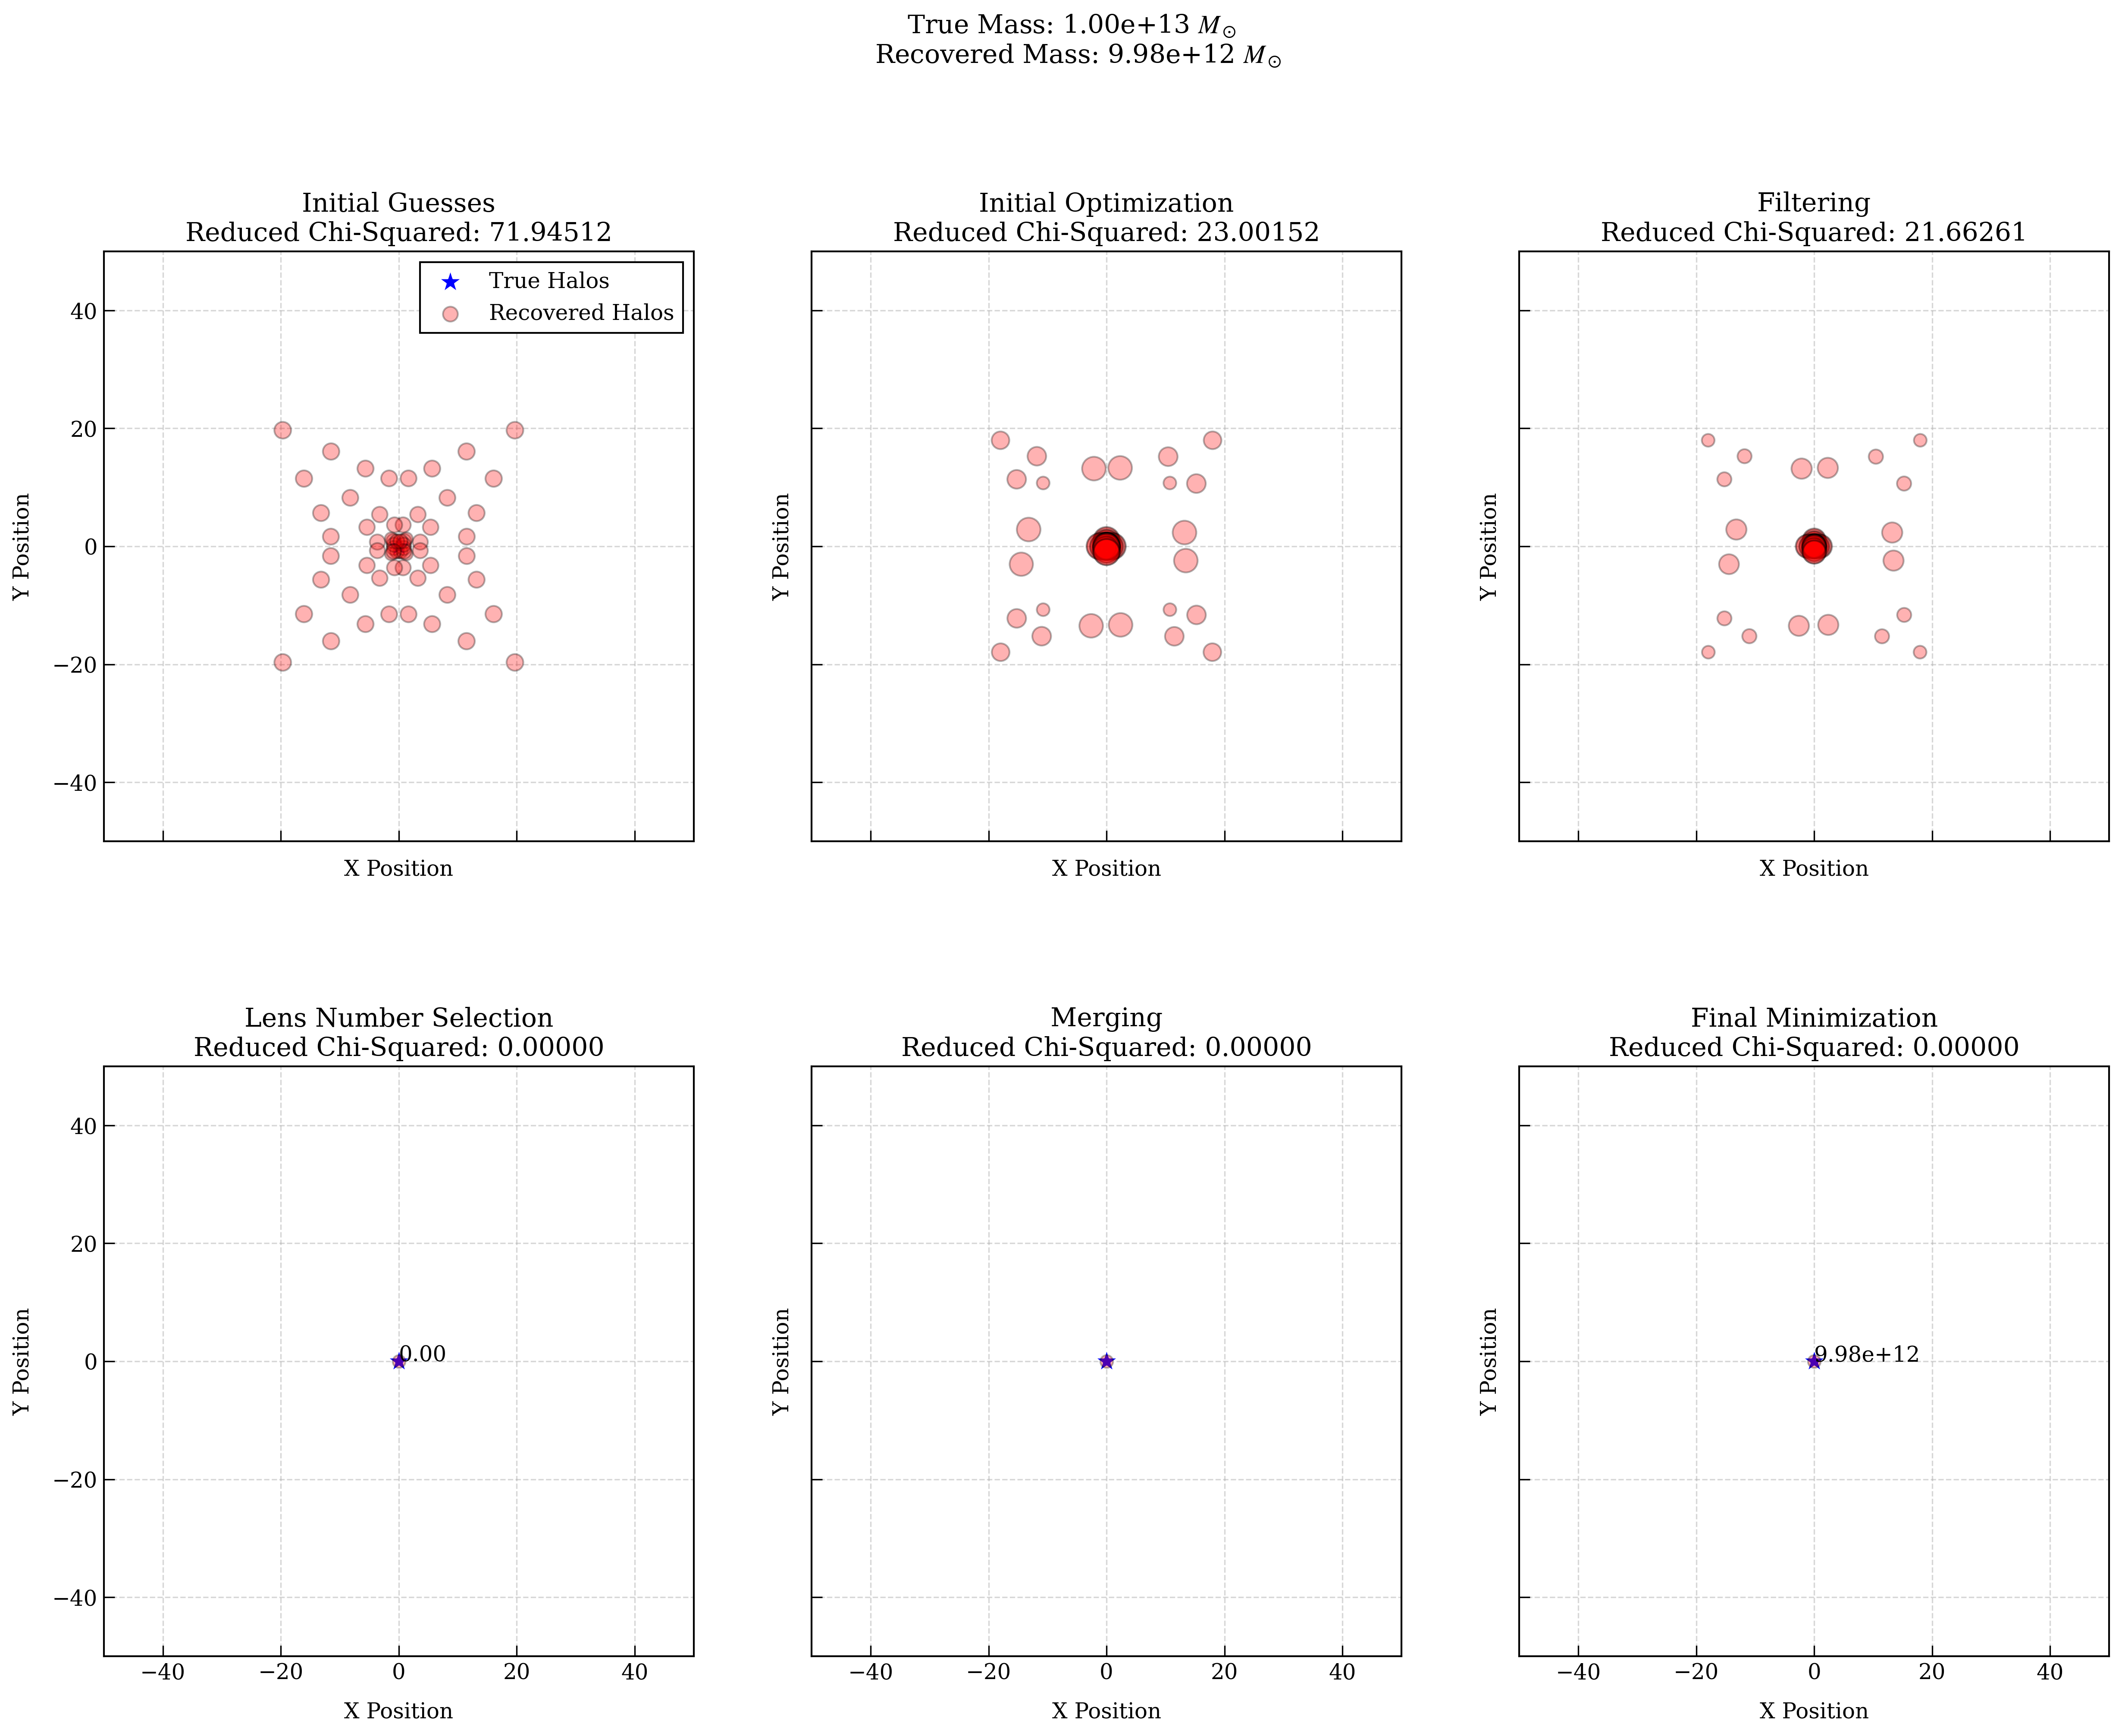 True Mass: 1.00e+13 M⊙
Recovered Mass: 9.98e+12 M⊙
Initial Guesses
Reduced Chi-Squared: 71.94512
True Halos
Recovered Halos
40
20
0
−20
−40
Y Position
X Position
Initial Optimization
Reduced Chi-Squared: 23.00152
Y Position
X Position
Filtering
Reduced Chi-Squared: 21.66261
Y Position
X Position
Lens Number Selection
Reduced Chi-Squared: 0.00000
40
20
0
−20
−40
Y Position
0.00
−40 −20 0 20 40
X Position
Merging
Reduced Chi-Squared: 0.00000
Y Position
−40 −20 0 20 40
X Position
Final Minimization
Reduced Chi-Squared: 0.00000
Y Position
9.98e+12
−40 −20 0 20 40
X Position